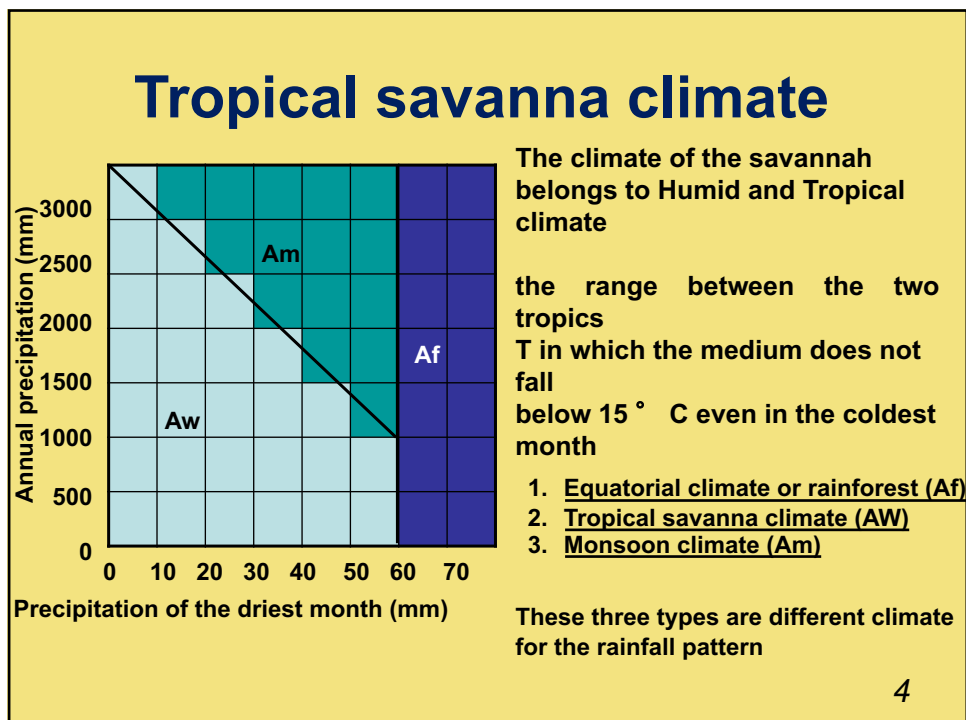 Tropical savanna climate
Annual precipitation (mm)
3000
2500
2000
1500
1000
500
0
Am
Af
Aw
0 10 20 30 40 50 60 70
Precipitation of the driest month (mm)
The climate of the savannah
belongs to Humid and Tropical
climate
the range between the two
tropics
T in which the medium does not
fall
below 15 ° C even in the coldest
month
1. Equatorial climate or rainforest (Af)
2. Tropical savanna climate (AW)
3. Monsoon climate (Am)
These three types are different climate
for the rainfall pattern
4